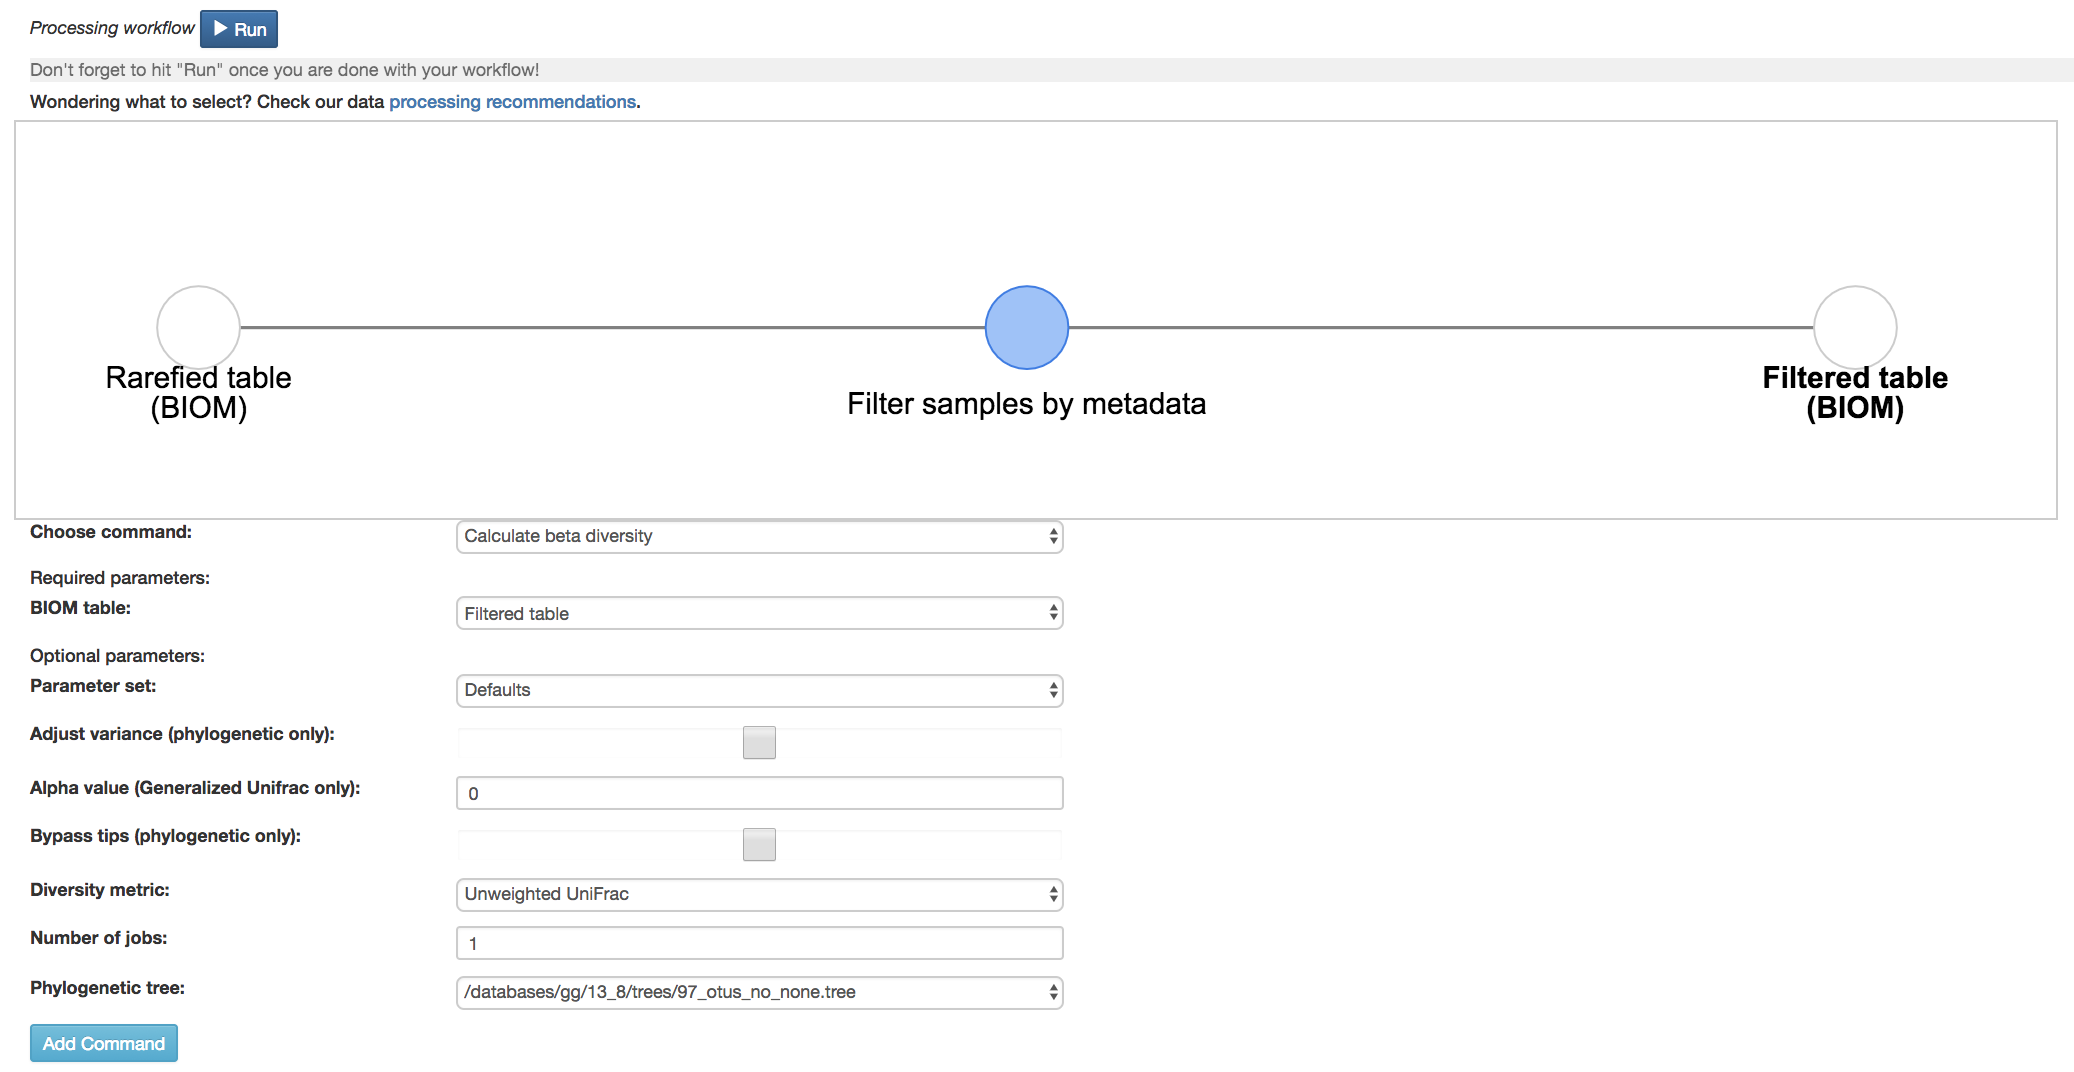 Processing workflow Run
Don't forget to hit "Run" once you are done with your workflow!
Wondering what to select? Check our data processing recommendations.
Rarefied table
(BIOM)
Filter samples by metadata
Filtered table
(BIOM)
Choose command: Calculate beta diversity
Required parameters:
BIOM table: Filtered table
Optional parameters:
Parameter set: Defaults
Adjust variance (phylogenetic only):
Alpha value (Generalized Unifrac only): 0
Bypass tips (phylogenetic only):
Diversity metric: Unweighted UniFrac
Number of jobs: 1
Phylogenetic tree: /databases/gg/13_8/trees/97_otus_no_none.tree
Add Command